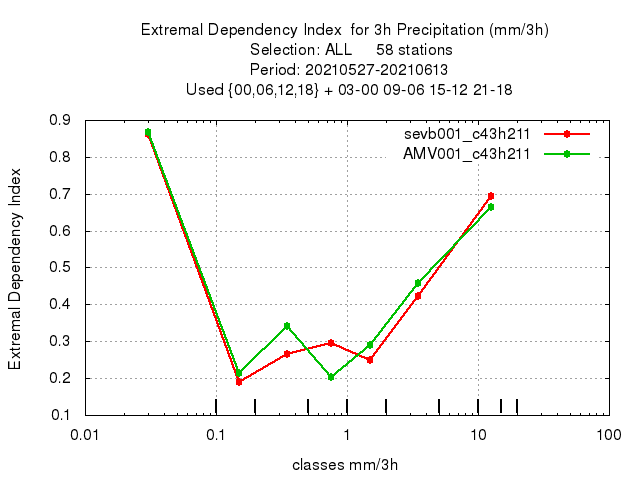 Extremal Dependency Index  for 3h Precipitation (mm/3h)
Selection: ALL     58 stations
Period: 20210527-20210613
Used {00,06,12,18} + 03-00 09-06 15-12 21-18
sevb001_c43h211
AMV001_c43h211
Extremal Dependency Index
0.9
0.8
0.7
0.6
0.5
0.4
0.3
0.2
0.1
0.01 0.1 1 10 100
classes mm/3h